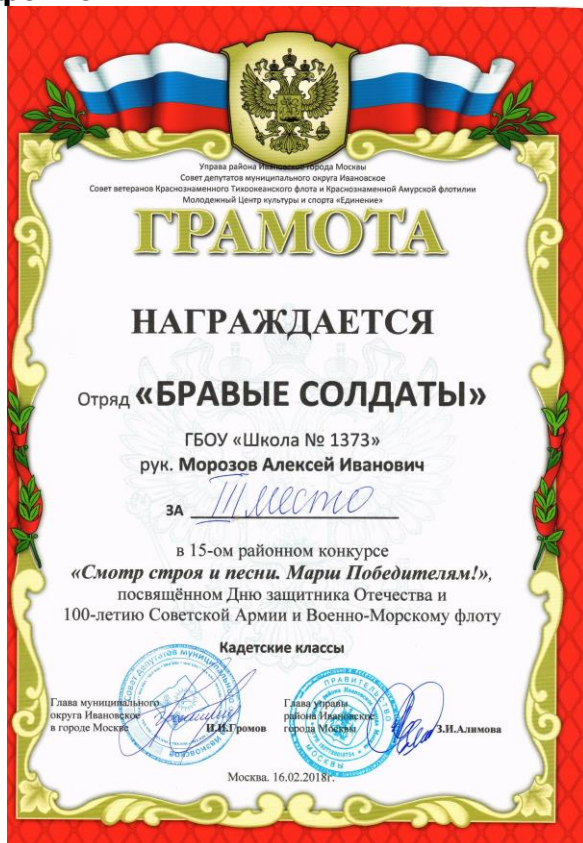 Управа района Ивановское города Москвы
Совет депутатов муниципального округа Ивановское
Совет ветеранов Краснознаменного Тихоокеанского флота и Краснознаменной Амурской флотилии
Молодежный Центр культуры и спорта «Единение»
ГРАМОТА
НАГРАЖДАЕТСЯ
Отряд «БРАВЫЕ СОЛДАТЫ»
ГБОУ «Школа № 1373»
рук. Морозов Алексей Иванович
ЗА III место
в 15-ом районном конкурсе
«Смотр строя и песни. Марш Победителям!»,
посвящённом Дню защитника Отечества и
100-летию Советской Армии и Военно-Морскому флоту
Кадетские классы
Глава муниципального
округа Ивановское
в городе Москве И.И.Громов
Глава управы
района Ивановское
города Москвы З.И.Алимова
Москва. 16.02.2018г.